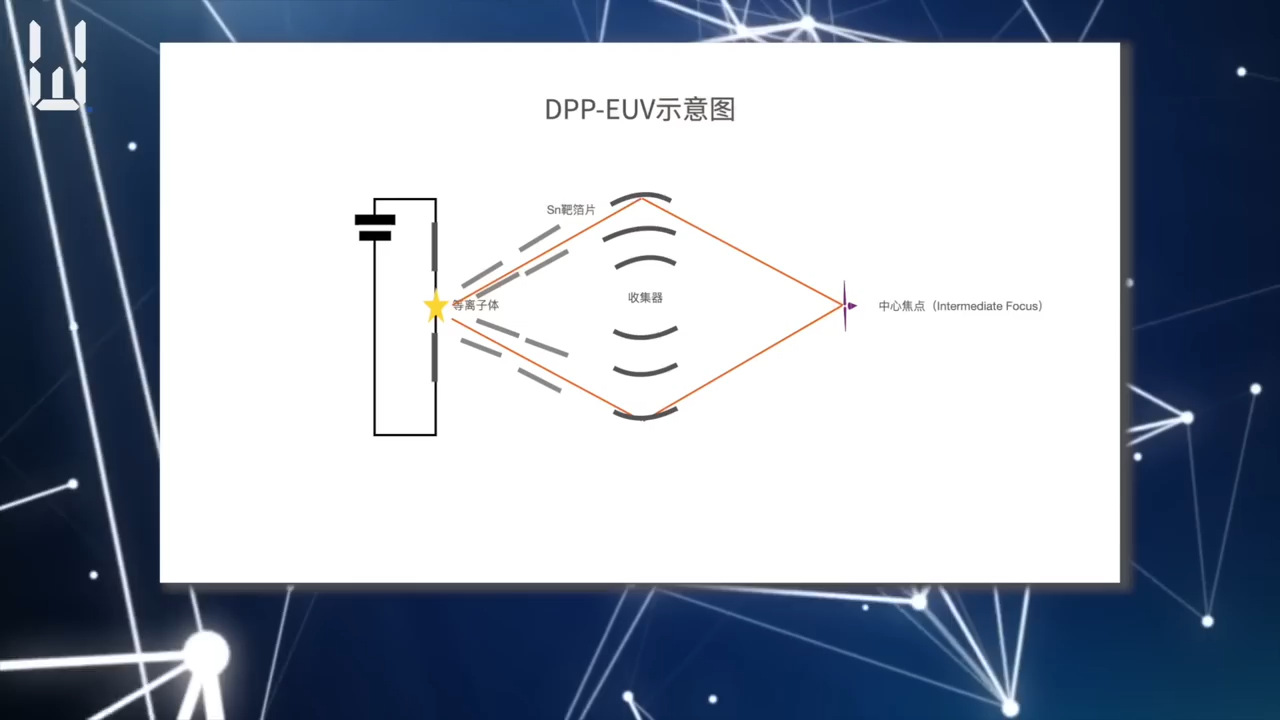 DPP-EUV示意图
Sn靶箔片
等离子体
收集器
中心焦点（Intermediate Focus）